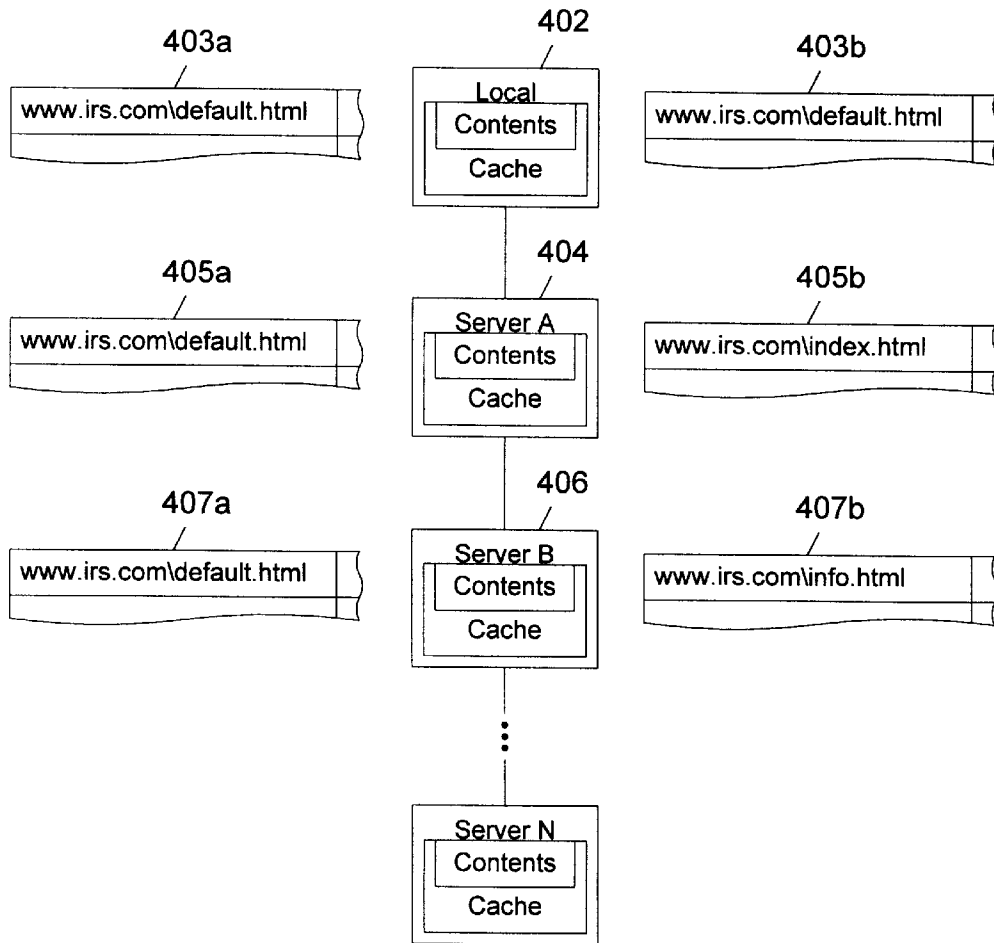 403a
402
403b
www.irs.com\default.html
Local
Contents
Cache
www.irs.com\default.html
405a
404
405b
www.irs.com\default.html
Server A
Contents
Cache
www.irs.com\index.html
407a
406
407b
www.irs.com\default.html
Server B
Contents
Cache
www.irs.com\info.html
Server N
Contents
Cache